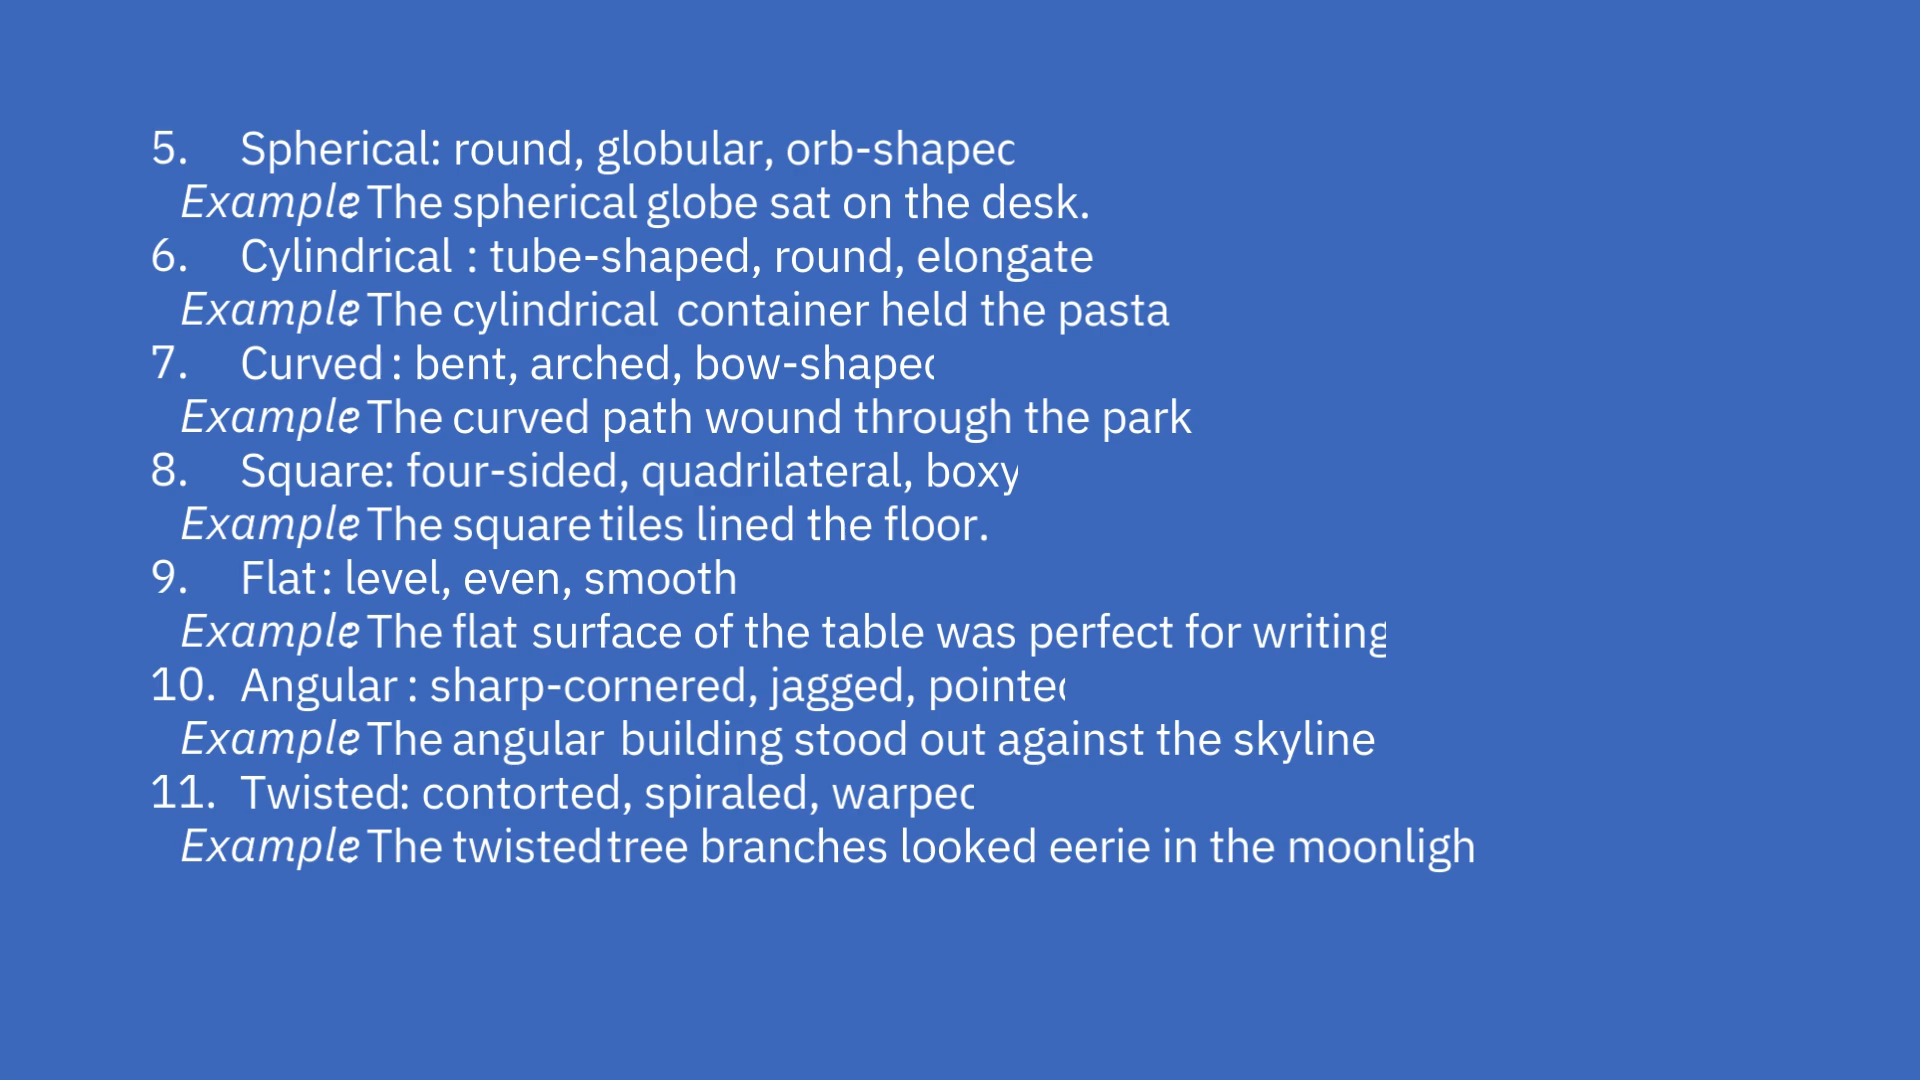 5. Spherical: round, globular, orb-shaped
Example: The spherical globe sat on the desk.
6. Cylindrical : tube-shaped, round, elongate
Example: The cylindrical container held the pasta
7. Curved : bent, arched, bow-shaped
Example: The curved path wound through the park
8. Square: four-sided, quadrilateral, boxy
Example: The square tiles lined the floor.
9. Flat : level, even, smooth
Example: The flat surface of the table was perfect for writing
10. Angular : sharp-cornered, jagged, pointed
Example: The angular building stood out against the skyline
11. Twisted: contorted, spiraled, warped
Example: The twisted tree branches looked eerie in the moonligh